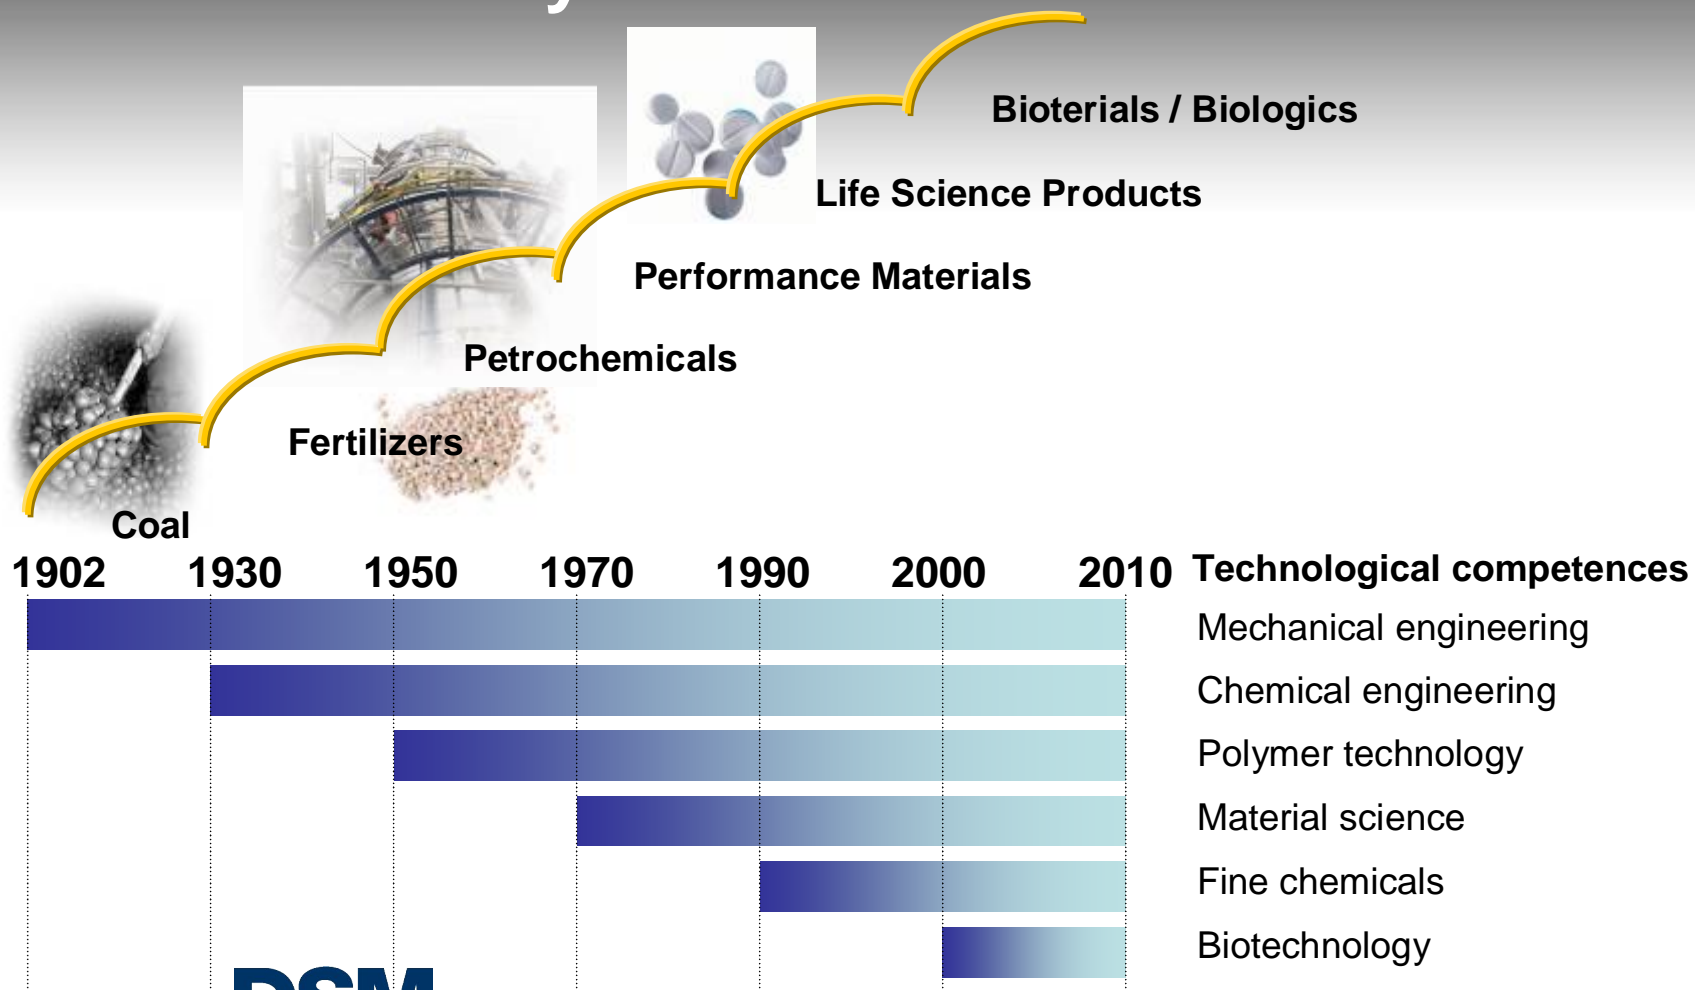 Bioterials / Biologics
Life Science Products
Performance Materials
Petrochemicals
Fertilizers
Coal
1902 1930 1950 1970 1990 2000 2010 Technological competences
Mechanical engineering
Chemical engineering
Polymer technology
Material science
Fine chemicals
Biotechnology
DSM